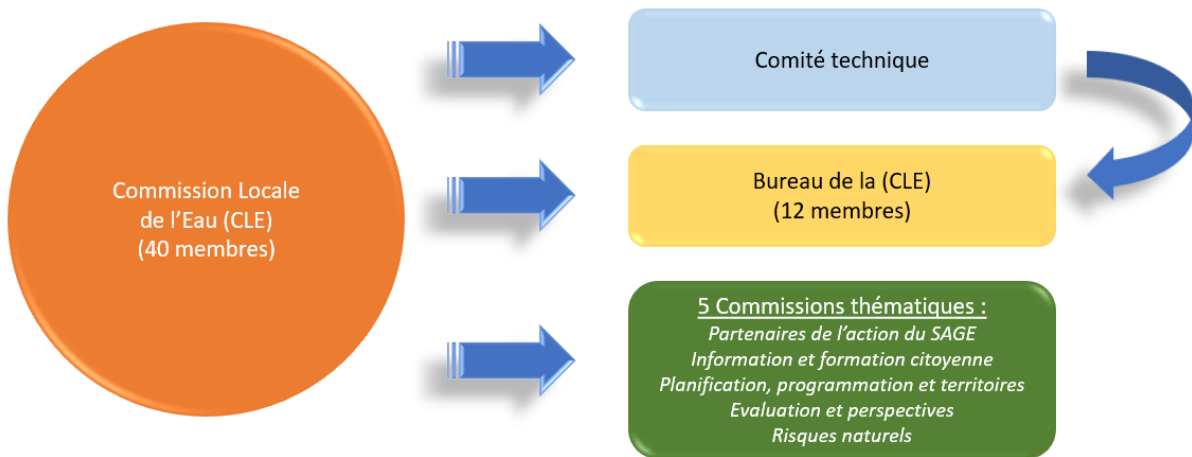 Commission Locale
de l'Eau (CLE)
(40 membres)
Comité technique
Bureau de la (CLE)
(12 membres)
5 Commissions thématiques :
Partenaires de l'action du SAGE
Information et formation citoyenne
Planification, programmation et territoires
Evaluation et perspectives
Risques naturels